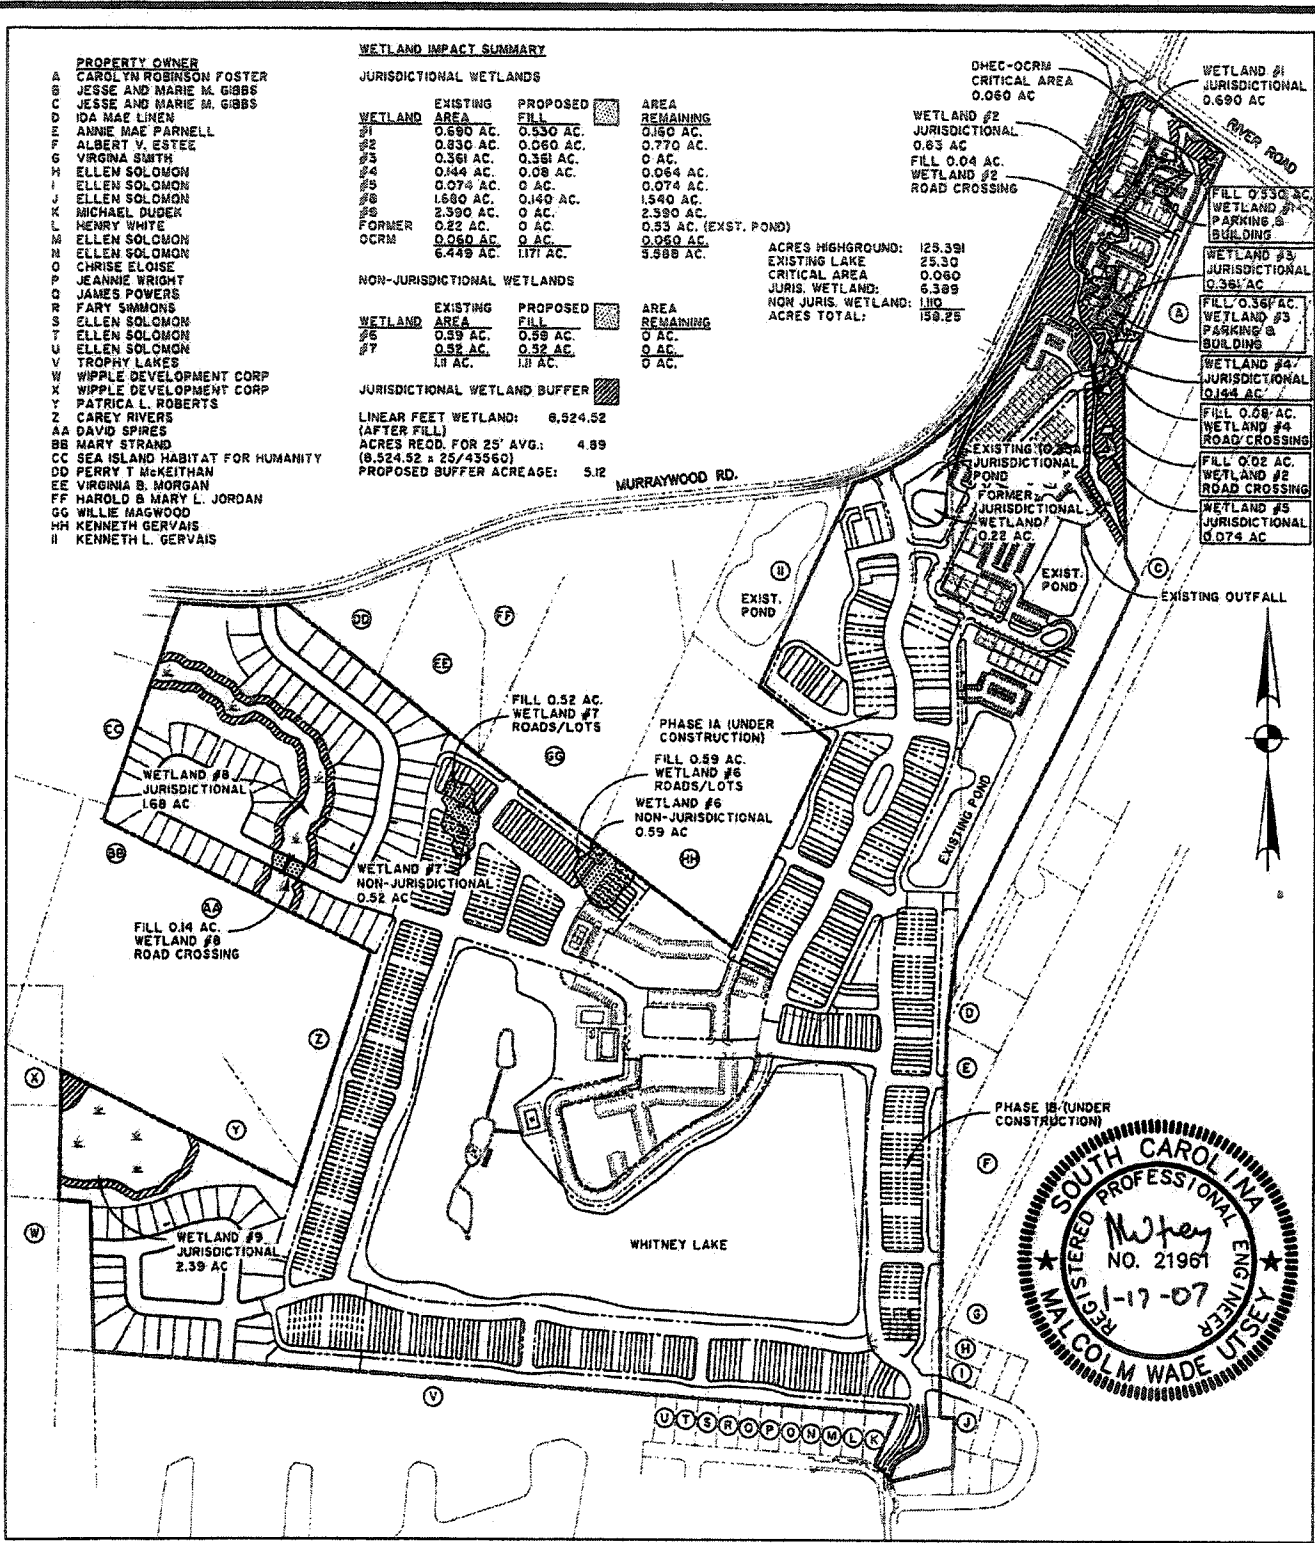 PROPERTY OWNER
A CAROLYN ROBINSON FOSTER
B JESSE AND MARIE M. GIBBS
C JESSE AND MARIE M. GIBBS
D IDA MAE LINEN
E ANNIE MAE PARNELL
F ALBERT V. ESTEE
G VIRGINA SMITH
H ELLEN SOLOMON
I ELLEN SOLOMON
J ELLEN SOLOMON
K MICHAEL DUDEK
L HENRY WHITE
M ELLEN SOLOMON
N ELLEN SOLOMON
O CHRISE ELOISE
P JEANNIE WRIGHT
Q JAMES POWERS
R FARY SIMMONS
S ELLEN SOLOMON
T ELLEN SOLOMON
U ELLEN SOLOMON
V TROPHY LAKES
W WIPPLE DEVELOPMENT CORP
X WIPPLE DEVELOPMENT CORP
Y PATRICA L. ROBERTS
Z CAREY RIVERS
AA DAVID SPIRES
BB MARY STRAND
CC SEA ISLAND HABITAT FOR HUMANITY
DD PERRY T McKEITHAN
EE VIRGINIA B. MORGAN
FF HAROLD & MARY L. JORDAN
GG WILLIE MAGWOOD
HH KENNETH GERVAIS
II KENNETH L. GERVAIS
WETLAND IMPACT SUMMARY
JURISDICTIONAL WETLANDS
EXISTING PROPOSED AREA
WETLAND AREA FILL REMAINING
#1 0.690 AC. 0.530 AC. 0.160 AC.
#2 0.830 AC. 0.060 AC. 0.770 AC.
#3 0.361 AC. 0.361 AC. 0 AC.
#4 0.144 AC. 0.08 AC. 0.064 AC.
#5 0.074 AC. 0 AC. 0.074 AC.
#8 1.680 AC. 0.140 AC. 1.540 AC.
#9 2.390 AC. 0 AC. 2.390 AC.
FORMER 0.22 AC. 0 AC. 0.53 AC. (EXST. POND)
OCRM 0.060 AC. 0 AC. 0.060 AC.
6.449 AC. 1.171 AC. 5.588 AC.
NON-JURISDICTIONAL WETLANDS
EXISTING PROPOSED AREA
WETLAND AREA FILL REMAINING
#6 0.59 AC. 0.59 AC. 0 AC.
#7 0.52 AC. 0.52 AC. 0 AC.
1.11 AC. 1.11 AC. 0 AC.
JURISDICTIONAL WETLAND BUFFER
LINEAR FEET WETLAND: 8,524.52
(AFTER FILL)
ACRES REQD. FOR 25' AVG.: 4.89
(8,524.52 x 25/43560)
PROPOSED BUFFER ACREAGE: 5.12
ACRES HIGHGROUND: 125.391
EXISTING LAKE 25.30
CRITICAL AREA 0.060
JURIS. WETLAND: 6.389
NON JURIS. WETLAND: 1.110
ACRES TOTAL: 158.25
DHEC-OCRM
CRITICAL AREA
0.060 AC
WETLAND #1
JURISDICTIONAL
0.690 AC
RIVER ROAD
WETLAND #2
JURISDICTIONAL
0.83 AC
FILL 0.04 AC.
WETLAND #2
ROAD CROSSING
FILL 0.530 AC.
WETLAND #1
PARKING &
BUILDING
WETLAND #3
JURISDICTIONAL
0.361 AC
FILL 0.361 AC.
WETLAND #3
PARKING &
BUILDING
A
WETLAND #4
JURISDICTIONAL
0.144 AC
FILL 0.08 AC.
WETLAND #4
ROAD CROSSING
FILL 0.02 AC.
WETLAND #2
ROAD CROSSING
WETLAND #5
JURISDICTIONAL
0.074 AC
MURRAYWOOD RD.
JURISDICTIONAL
POND
FORMER
JURISDICTIONAL
WETLAND
0.22 AC.
EXIST.
POND
C
EXISTING OUTFALL
II
EXIST.
POND
DD
FF
EE
GG
HH
FILL 0.52 AC.
WETLAND #7
ROADS/LOTS
PHASE 1A (UNDER
CONSTRUCTION)
FILL 0.59 AC.
WETLAND #6
ROADS/LOTS
WETLAND #6
NON-JURISDICTIONAL
0.59 AC
EXISTING POND
CC
WETLAND #8
JURISDICTIONAL
1.68 AC
BB
AA
WETLAND #7
NON-JURISDICTIONAL
0.52 AC
FILL 0.14 AC.
WETLAND #8
ROAD CROSSING
D
Z
E
X
Y
PHASE 1B (UNDER
CONSTRUCTION)
F
W
WETLAND #9
JURISDICTIONAL
2.39 AC
WHITNEY LAKE
SOUTH CAROLINA
REGISTERED PROFESSIONAL ENGINEER
NO. 21961
1-17-07
MALCOLM WADE UTSEY
G
H
I
V
U T S R Q P O N M L K
J